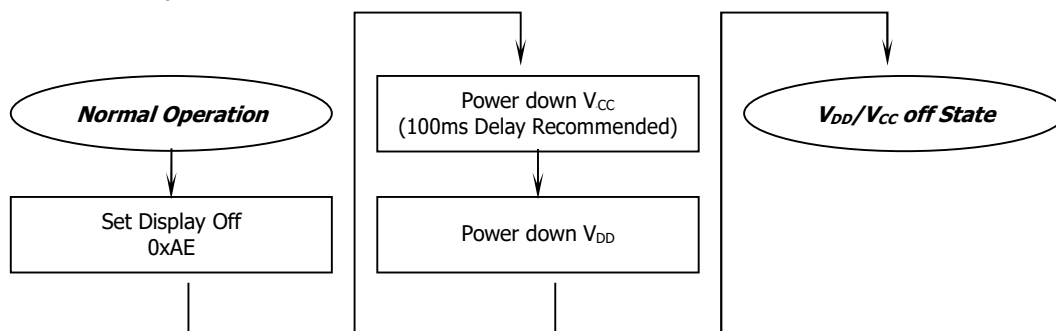 Normal Operation
Set Display Off
0xAE
Power down VCC
(100ms Delay Recommended)
Power down VDD
VDD/VCC off State